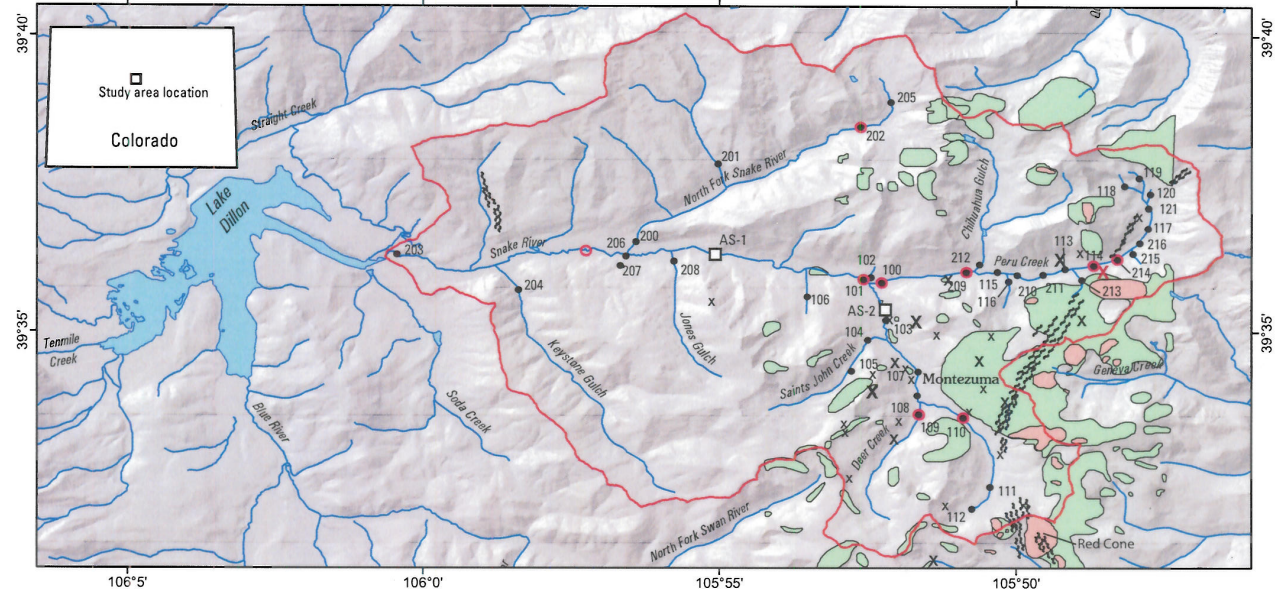 39°40'
39°40'
Study area location
Colorado
Straight Creek
Lake
Dillon
205
202
201
North Fork Snake River
Chihuahua Gulch
119
118
120
121
117
113
216
215
114
214
213
Peru Creek
212
209
115
116
210
211
AS-1
200
206
207
208
Snake River
203
204
102
100
101
106
AS-2
103
104
39°35'
39°35'
Tenmile
Creek
Jones Gulch
Keystone Gulch
Saints John Creek
105
107
Montezuma
Geneva Creek
108
109
110
Soda Creek
Blue River
Deer Creek
111
112
North Fork Swan River
Red Cone
106°5'
106°0'
105°55'
105°50'